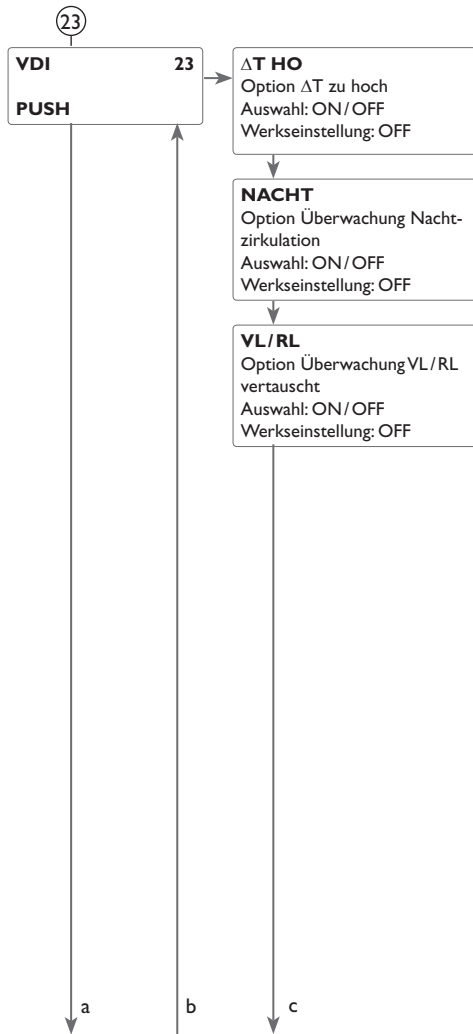 23
VDI 23
PUSH
ΔT HO
Option ΔT zu hoch
Auswahl: ON / OFF
Werkseinstellung: OFF
NACHT
Option Überwachung Nacht-
zirkulation
Auswahl: ON / OFF
Werkseinstellung: OFF
VL / RL
Option Überwachung VL / RL
vertauscht
Auswahl: ON / OFF
Werkseinstellung: OFF
a b c